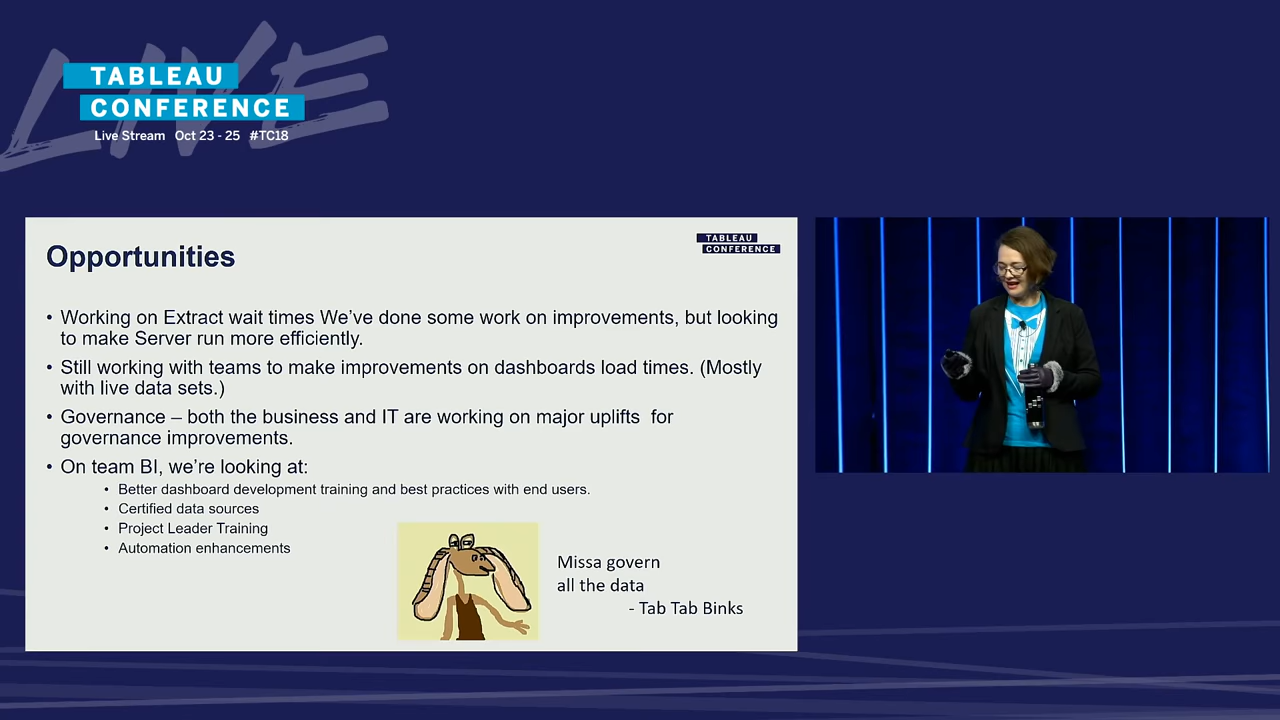 LIVE
TABLEAU
CONFERENCE
Live Stream Oct 23 - 25 #TC18
TABLEAU
CONFERENCE
Opportunities
• Working on Extract wait times We’ve done some work on improvements, but looking
to make Server run more efficiently.
• Still working with teams to make improvements on dashboards load times. (Mostly
with live data sets.)
• Governance – both the business and IT are working on major uplifts for
governance improvements.
• On team BI, we’re looking at:
• Better dashboard development training and best practices with end users.
• Certified data sources
• Project Leader Training
• Automation enhancements
Missa govern
all the data
- Tab Tab Binks